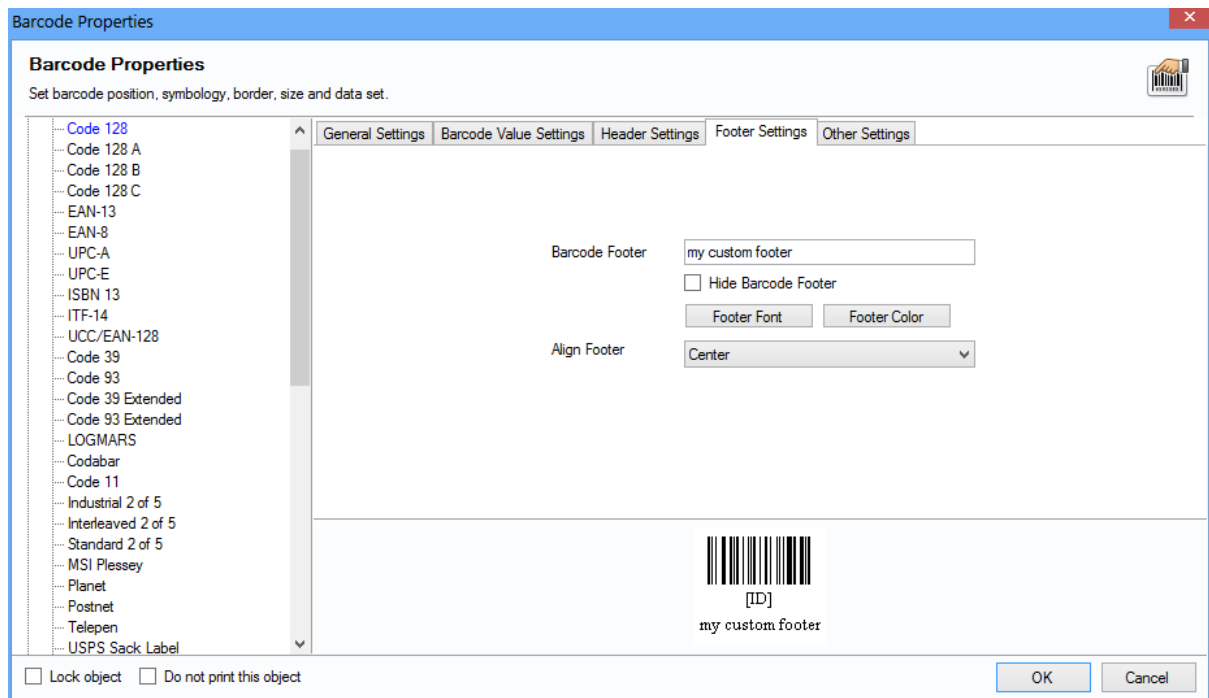 Barcode Properties
Barcode Properties
Set barcode position, symbology, border, size and data set.
Code 128
Code 128 A
Code 128 B
Code 128 C
EAN-13
EAN-8
UPC-A
UPC-E
ISBN 13
ITF-14
UCC/EAN-128
Code 39
Code 93
Code 39 Extended
Code 93 Extended
LOGMARS
Codabar
Code 11
Industrial 2 of 5
Interleaved 2 of 5
Standard 2 of 5
MSI Plessey
Planet
Postnet
Telepen
USPS Sack Label
General Settings Barcode Value Settings Header Settings Footer Settings Other Settings
Barcode Footer my custom footer
Hide Barcode Footer
Footer Font Footer Color
Align Footer Center
[ID]
my custom footer
Lock object Do not print this object OK Cancel